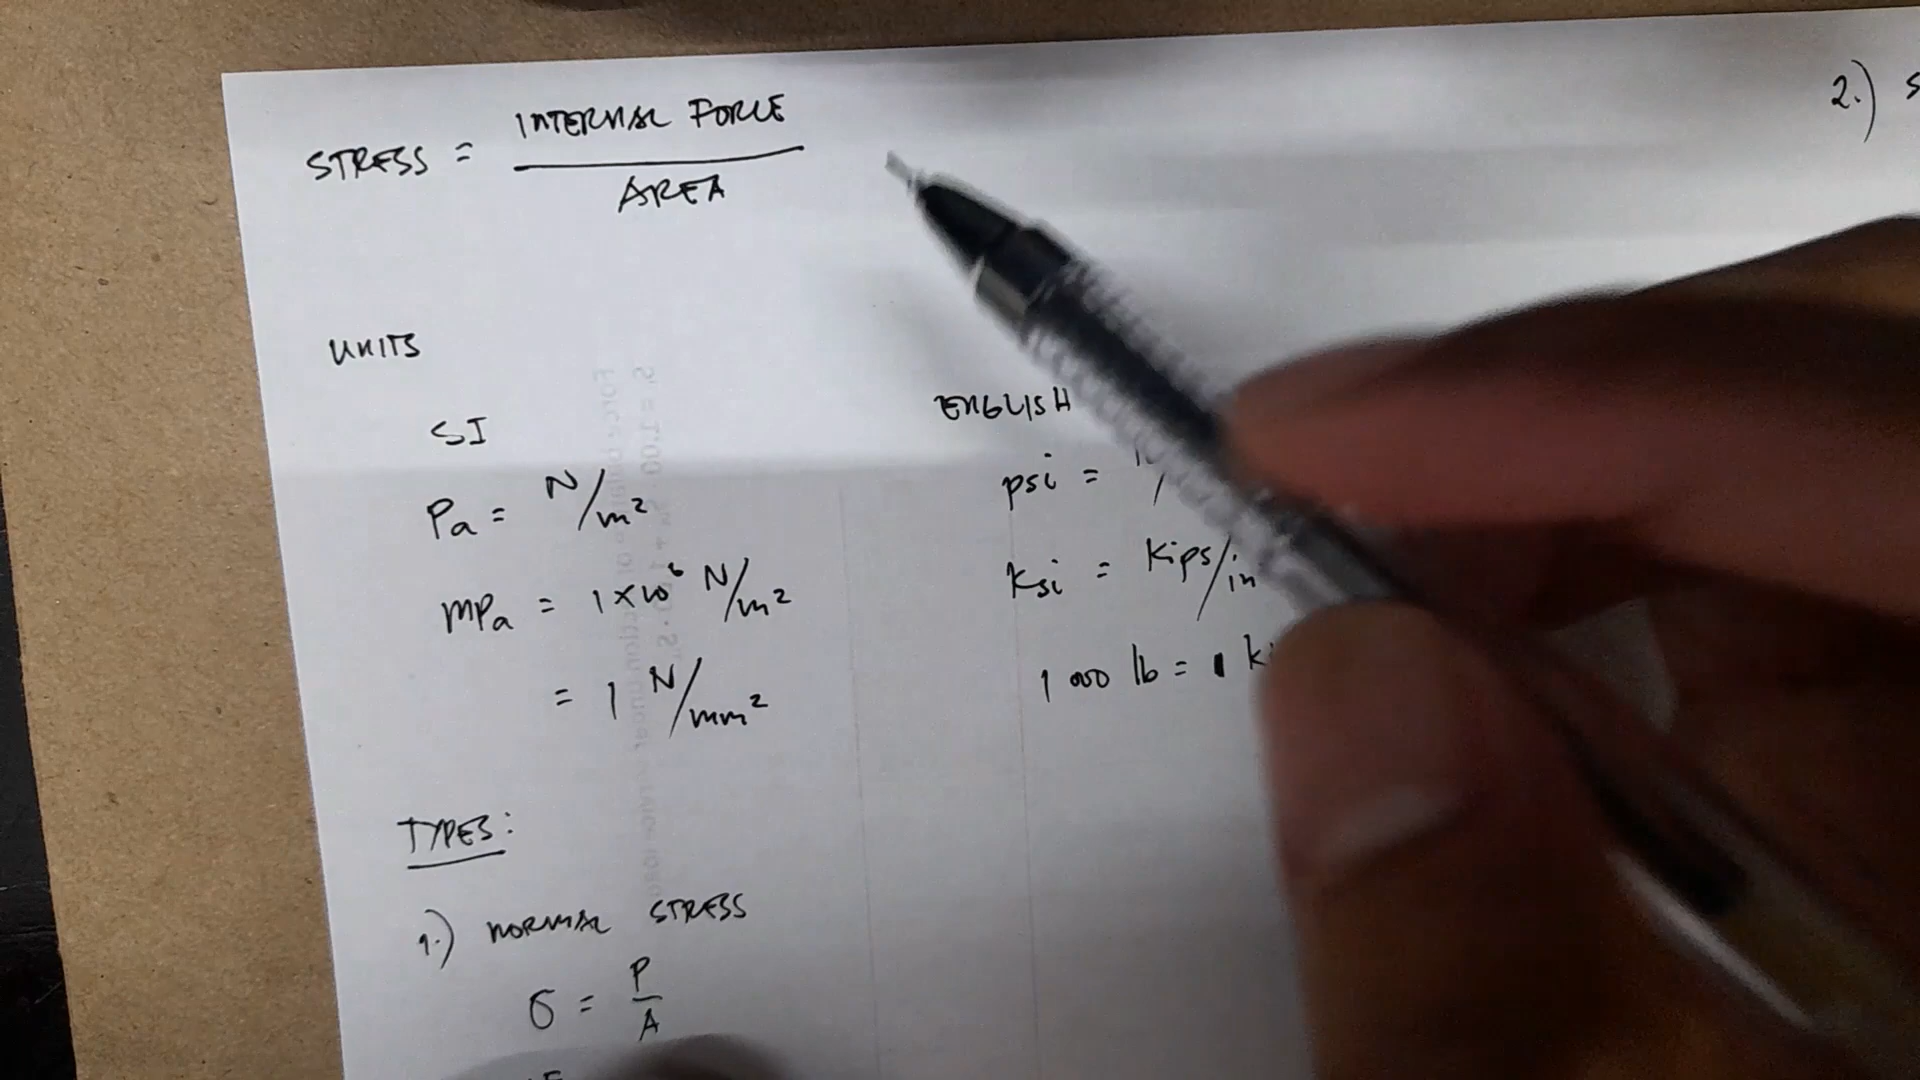 STRESS = INTERNAL FORCE / AREA
2.) S
UNITS
SI
Pa = N/m²
MPa = 1×10⁶ N/m²
= 1 N/mm²
ENGLISH
psi =
ksi = kips/in
1 000 lb = 1
TYPES:
1.) NORMAL STRESS
σ = P/A